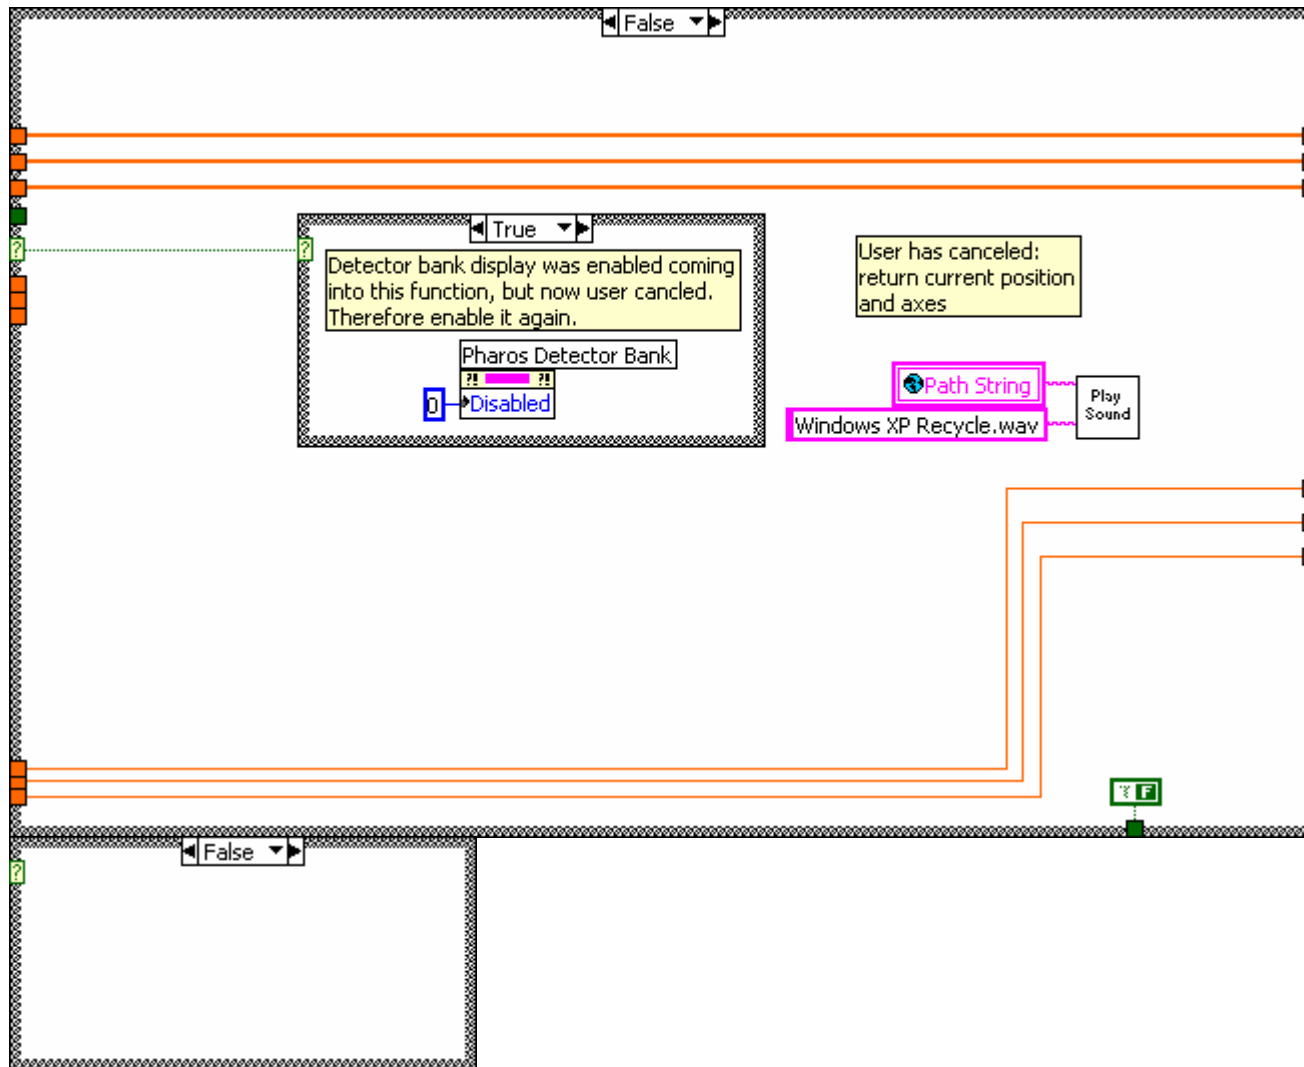 False
True
Detector bank display was enabled coming
into this function, but now user cancled.
Therefore enable it again.
User has canceled:
return current position
and axes
Pharos Detector Bank
?! ?!
0
Disabled
Path String
Windows XP Recycle.wav
Play
Sound
?
?
F
False
?